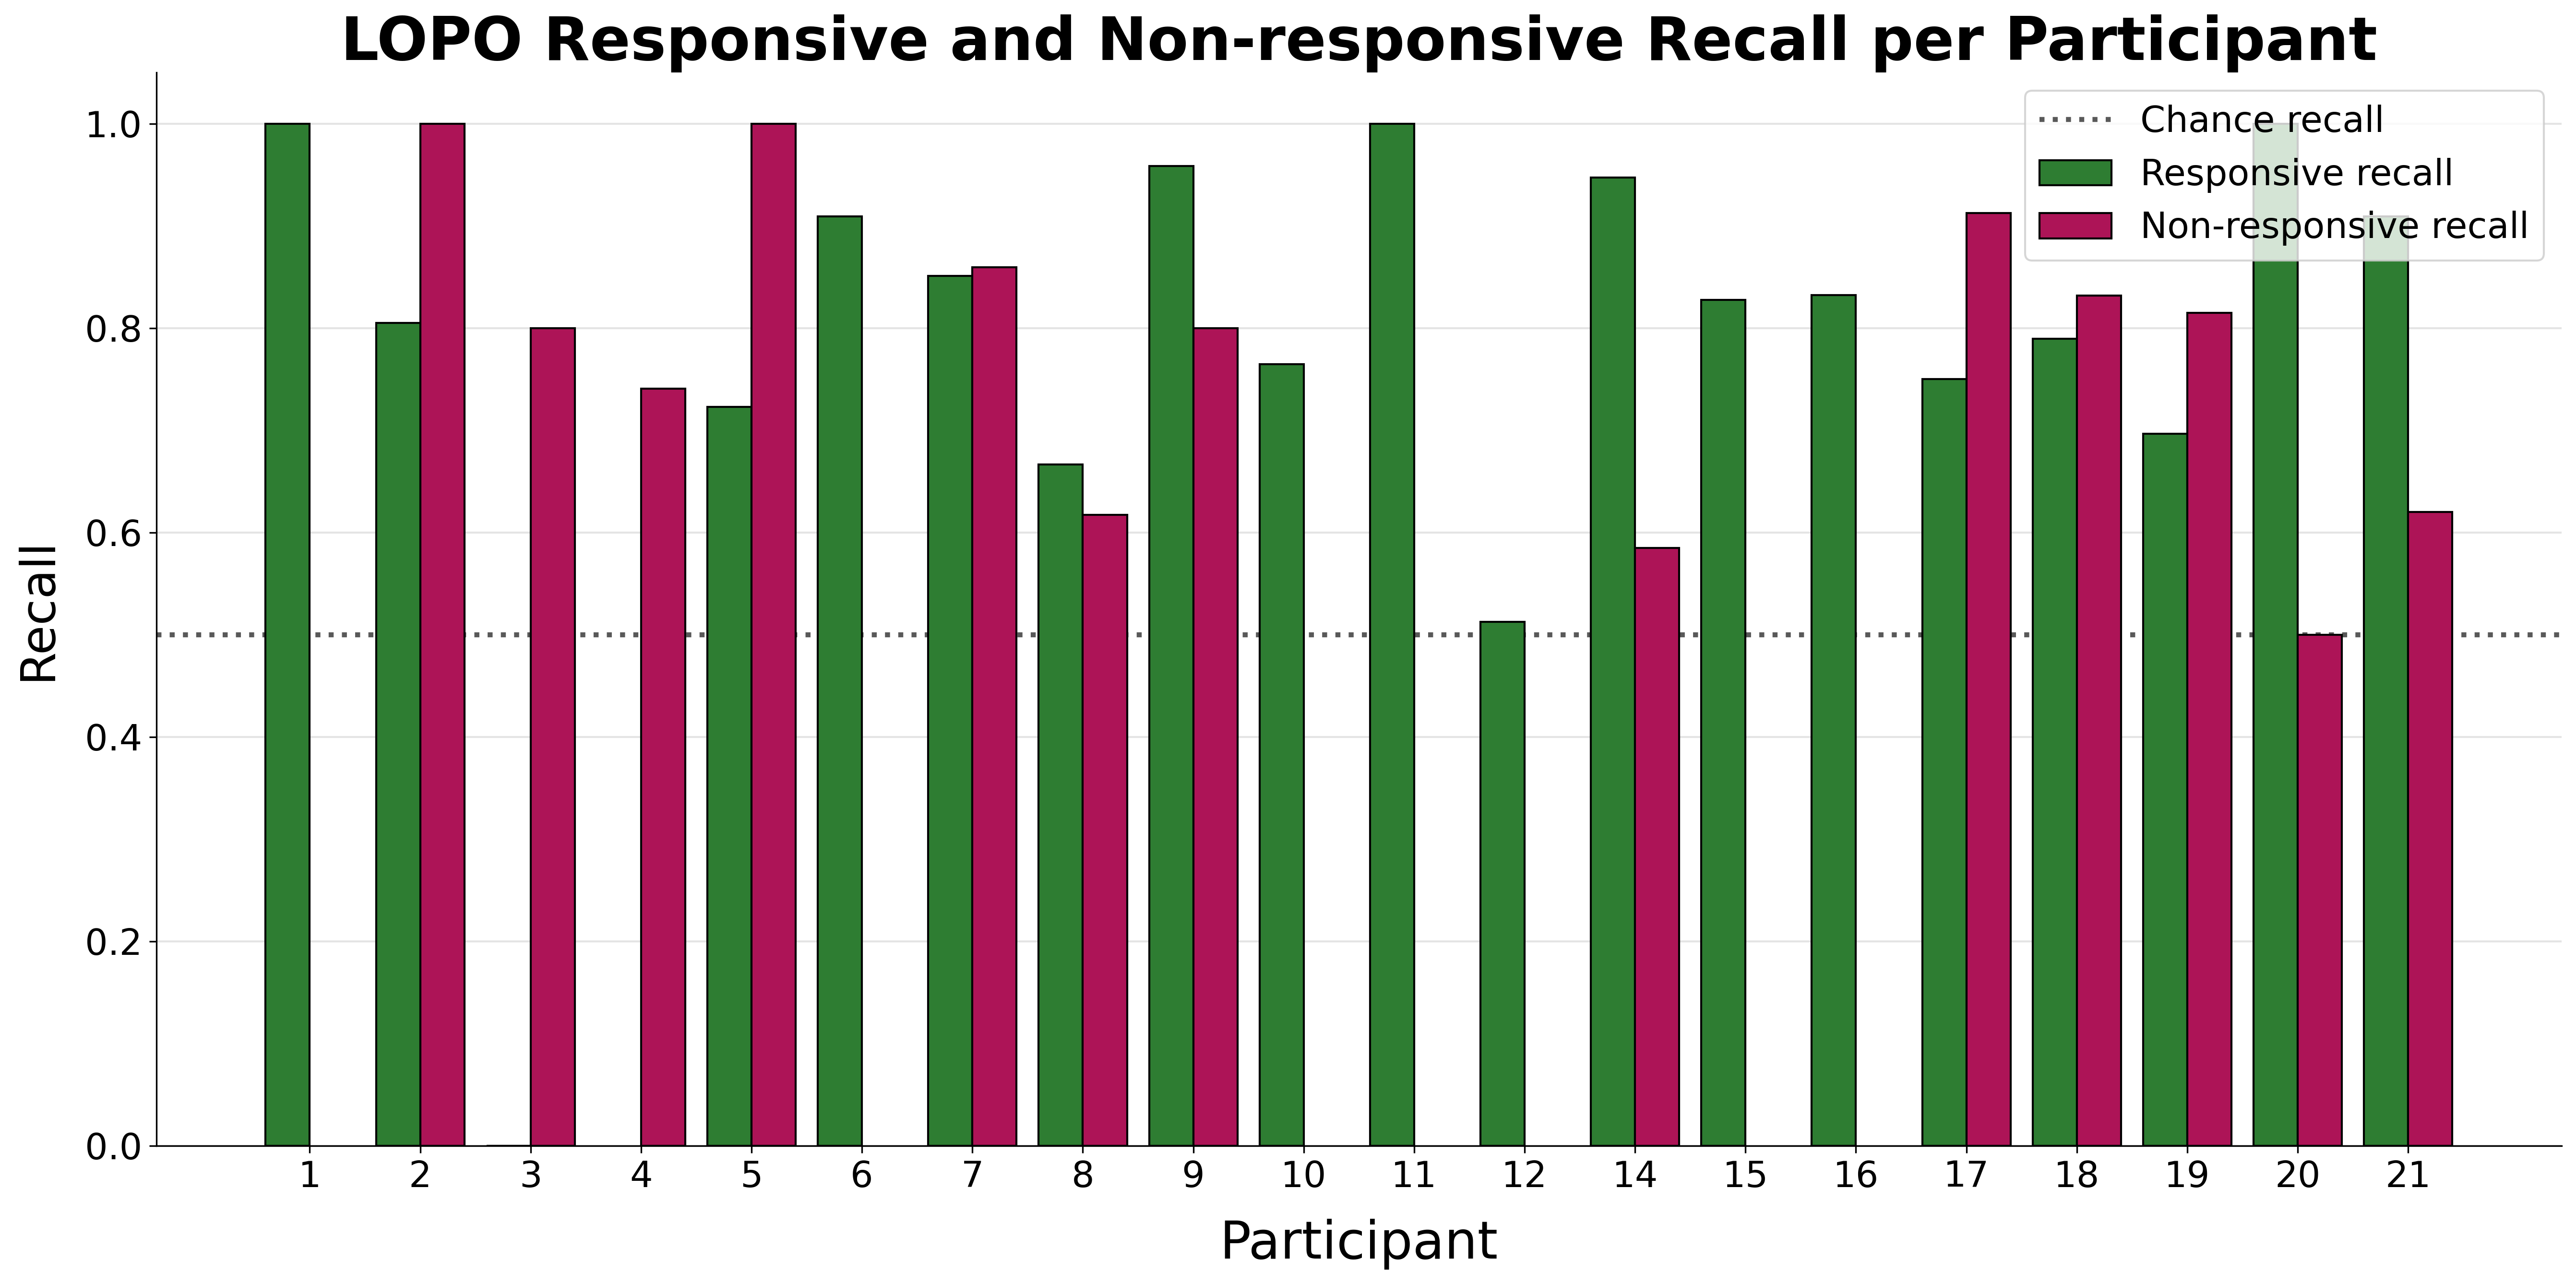 LOPO Responsive and Non-responsive Recall per Participant
Chance recall
Responsive recall
Non-responsive recall
1.0
0.8
0.6
0.4
0.2
0.0
Recall
1 2 3 4 5 6 7 8 9 10 11 12 14 15 16 17 18 19 20 21
Participant